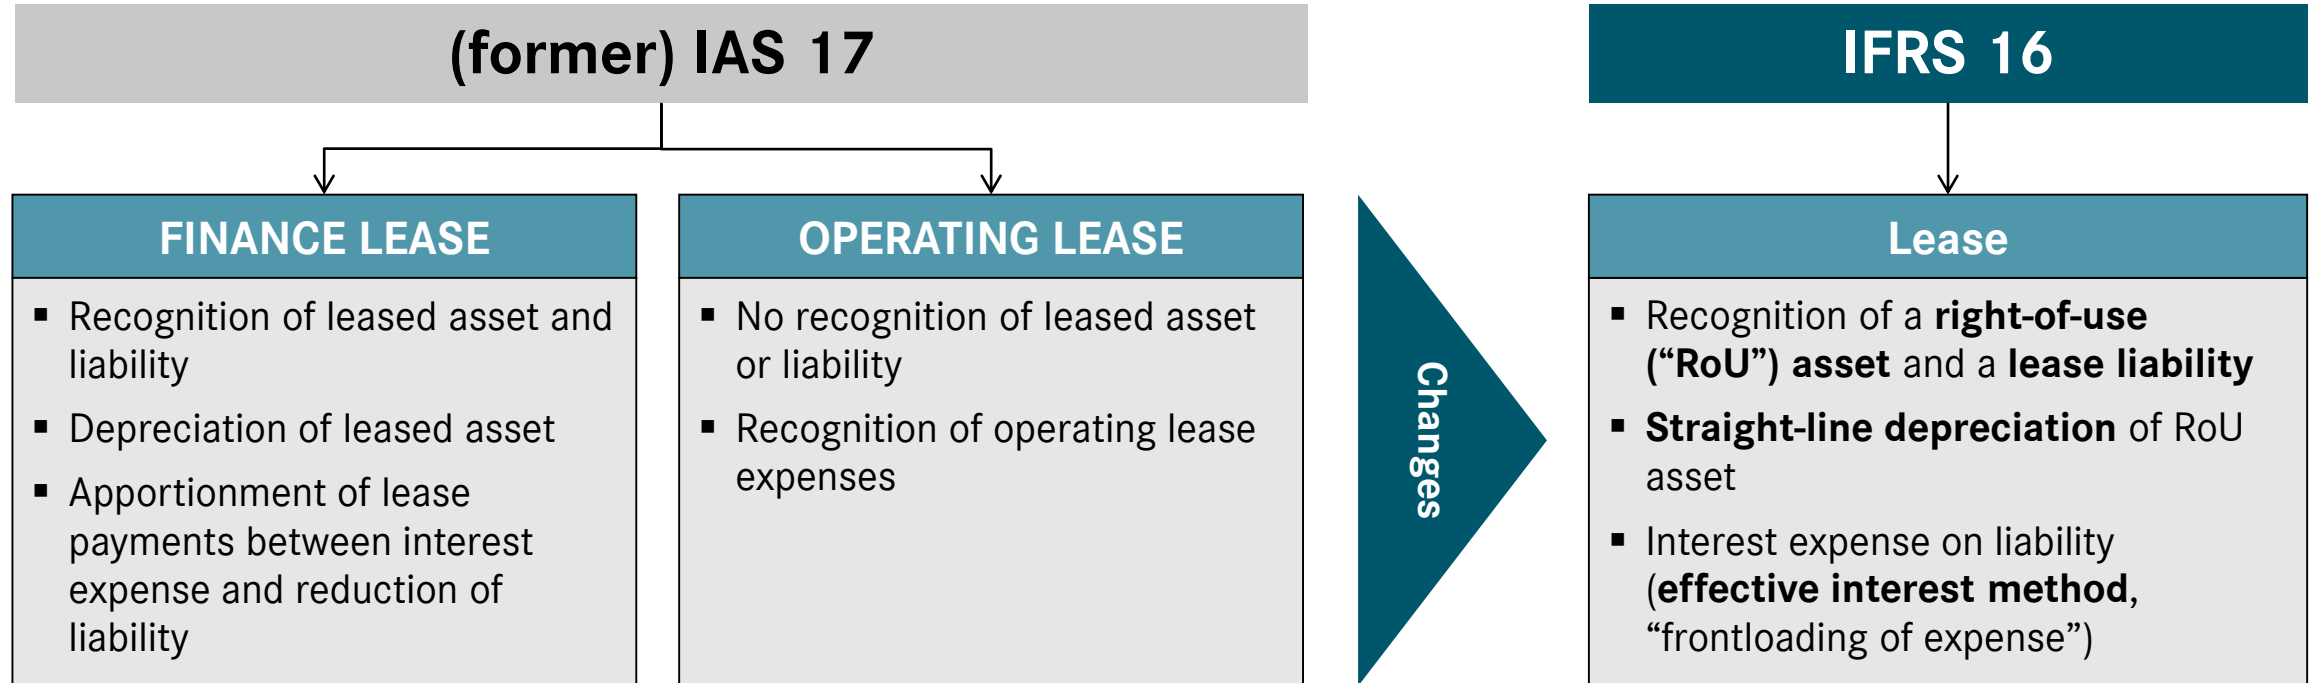 (former) IAS 17
FINANCE LEASE
▪ Recognition of leased asset and
liability
▪ Depreciation of leased asset
▪ Apportionment of lease
payments between interest
expense and reduction of
liability
OPERATING LEASE
▪ No recognition of leased asset
or liability
▪ Recognition of operating lease
expenses
Changes
IFRS 16
Lease
▪ Recognition of a right-of-use
(“RoU”) asset and a lease liability
▪ Straight-line depreciation of RoU
asset
▪ Interest expense on liability
(effective interest method,
“frontloading of expense”)